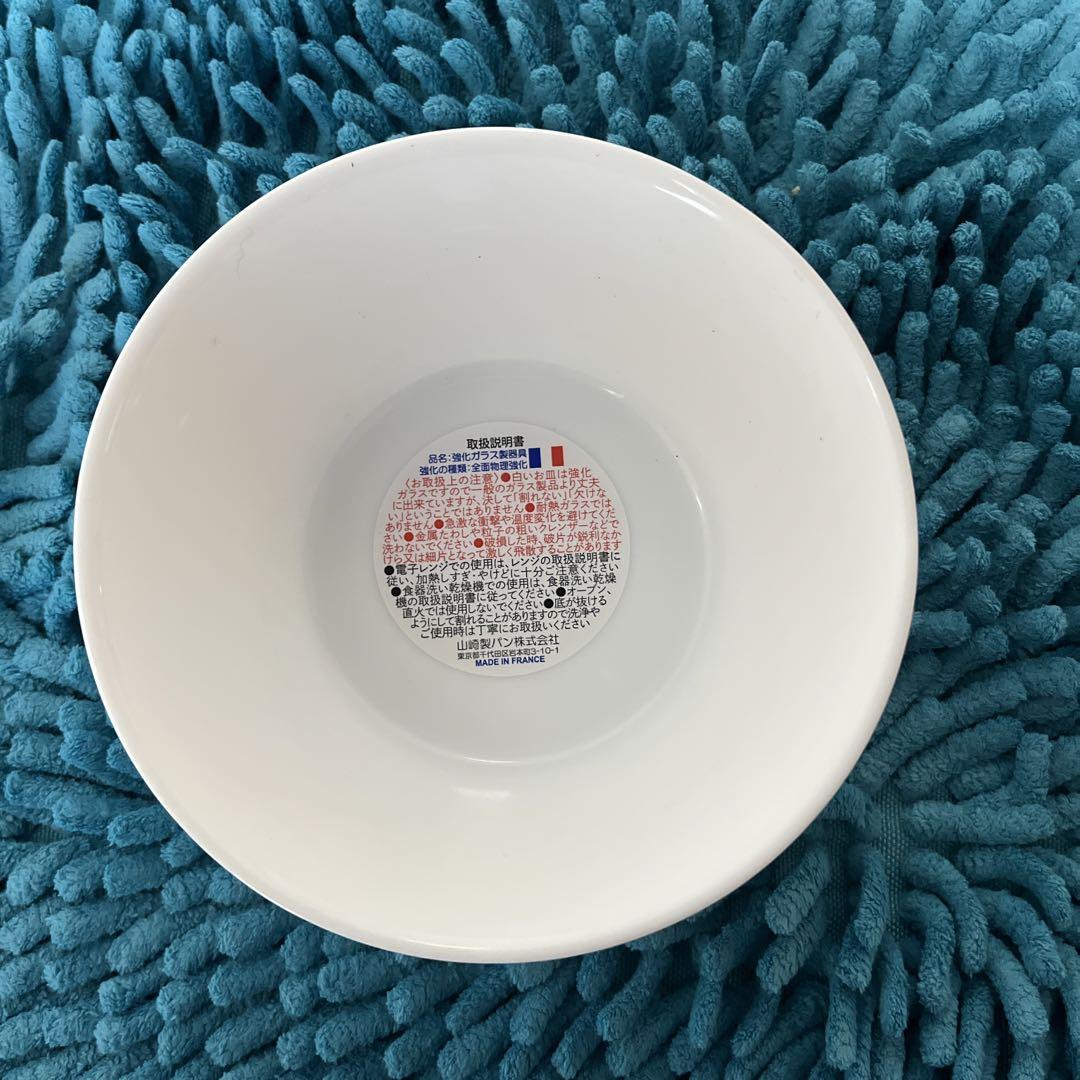 取扱説明書
品名：強化ガラス製器具
強化の種類：全面物理強化
〈お取扱上の注意〉●白いお皿は強化
ガラスですので一般のガラス製品より丈夫
に出来ていますが、決して「割れない」「欠けな
い」ということではありません●耐熱ガラスでは
ありません●急激な衝撃や温度変化を避けてくだ
さい●金属たわしや粒子の粗いクレンザーなどで
洗わないでください●破損した時、破片が鋭利なか
けら又は細片となって激しく飛散することがあります
●電子レンジでの使用は、レンジの取扱説明書に
従い、加熱しすぎ・やけどに十分ご注意ください
●食器洗い乾燥機での使用は、食器洗い乾燥
機の取扱説明書に従ってください●オーブン、
直火では使用しないでください●底が抜ける
ようにして割れることがありますので洗浄や
ご使用時は丁寧にお取扱いください
山崎製パン株式会社
東京都千代田区岩本町3-10-1
MADE IN FRANCE